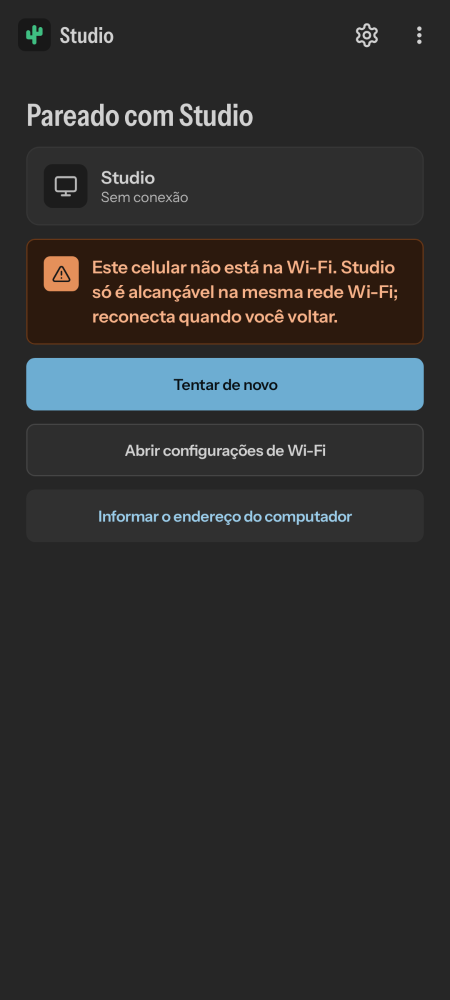 Studio
Pareado com Studio
Studio
Sem conexão
Este celular não está na Wi-Fi. Studio
só é alcançável na mesma rede Wi-Fi;
reconecta quando você voltar.
Tentar de novo
Abrir configurações de Wi-Fi
Informar o endereço do computador